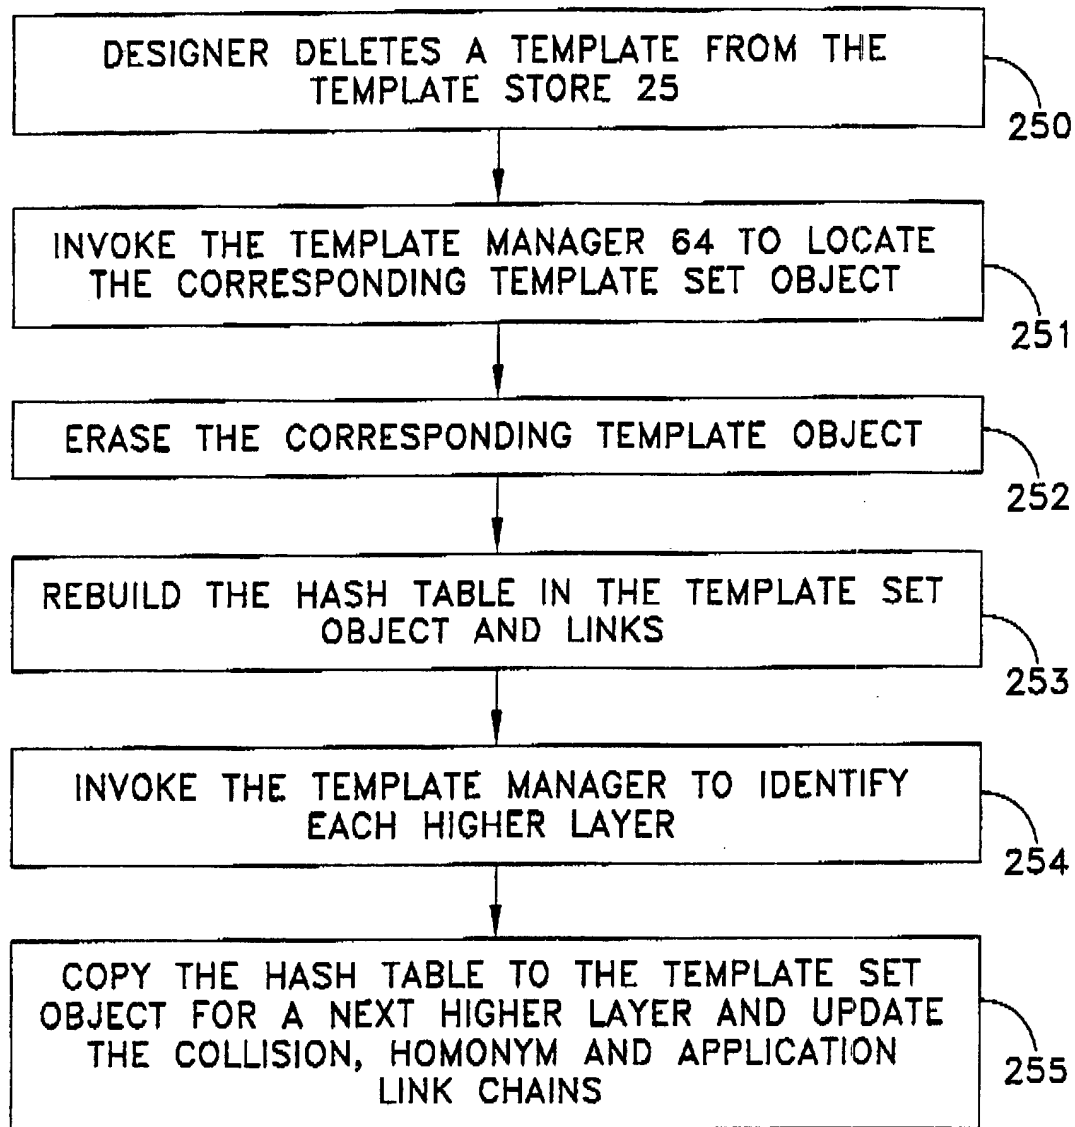 DESIGNER DELETES A TEMPLATE FROM THE
TEMPLATE STORE 25
250
INVOKE THE TEMPLATE MANAGER 64 TO LOCATE
THE CORRESPONDING TEMPLATE SET OBJECT
251
ERASE THE CORRESPONDING TEMPLATE OBJECT
252
REBUILD THE HASH TABLE IN THE TEMPLATE SET
OBJECT AND LINKS
253
INVOKE THE TEMPLATE MANAGER TO IDENTIFY
EACH HIGHER LAYER
254
COPY THE HASH TABLE TO THE TEMPLATE SET
OBJECT FOR A NEXT HIGHER LAYER AND UPDATE
THE COLLISION, HOMONYM AND APPLICATION
LINK CHAINS
255